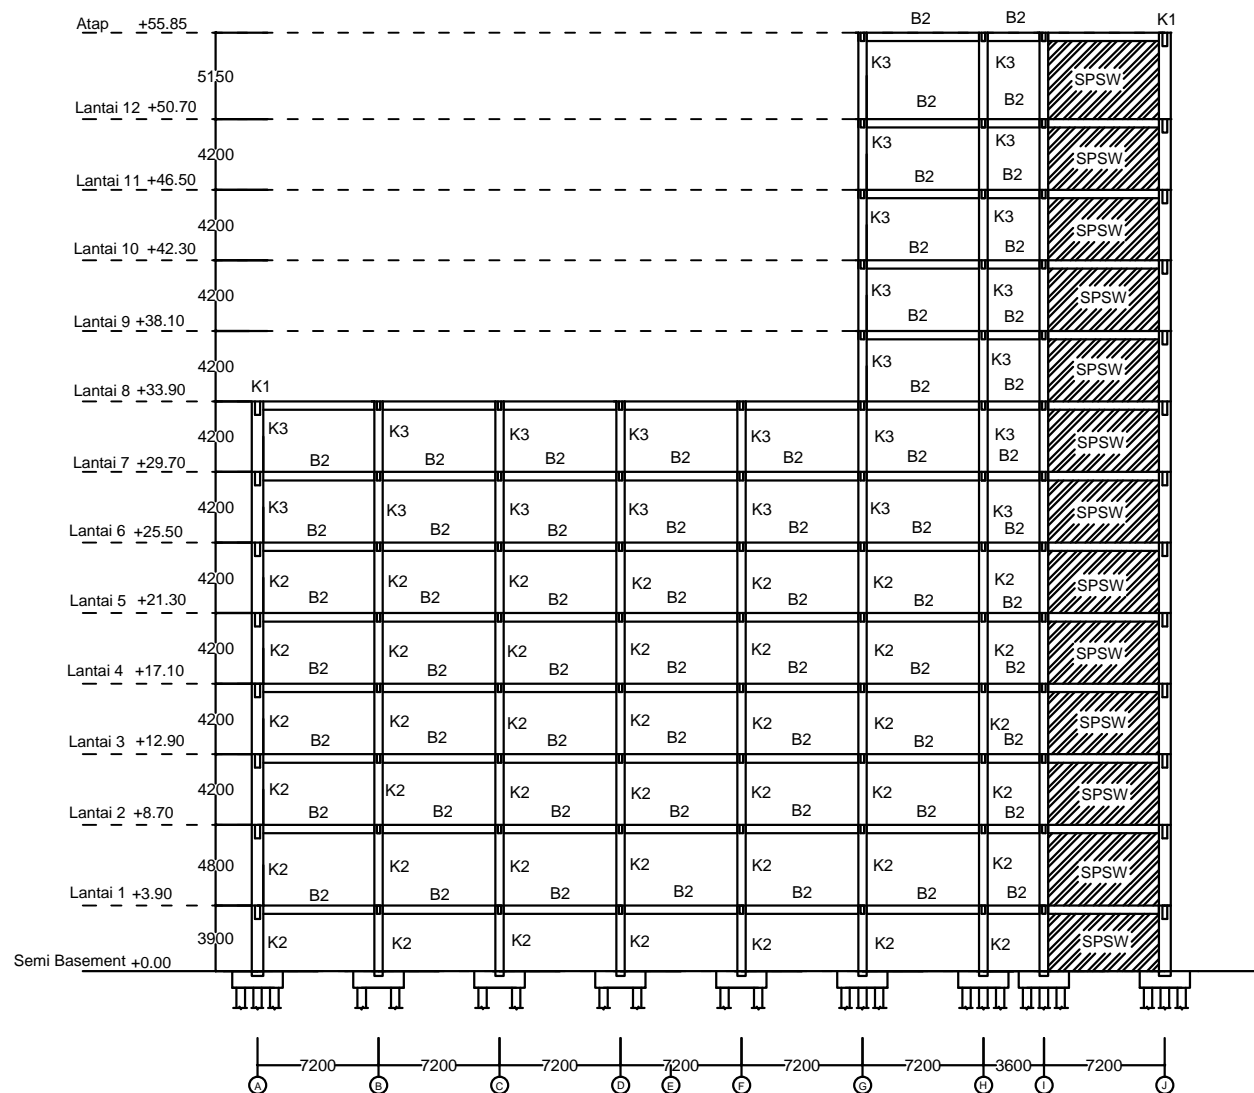 B2 B2
Atap +55.85 K1
K3 K3
5150 SPSW
B2 B2
Lantai 12 +50.70
K3 K3
4200 SPSW
B2 B2
Lantai 11 +46.50
K3 K3
4200 SPSW
B2 B2
Lantai 10 +42.30
K3 K3
4200 SPSW
B2 B2
Lantai 9 +38.10
K3 K3
4200 SPSW
B2 B2
Lantai 8 +33.90 K1
K3 K3 K3 K3 K3 K3 K3
4200 SPSW
B2 B2 B2 B2 B2 B2 B2
Lantai 7 +29.70
K3 K3 K3 K3 K3 K3 K3
4200 SPSW
B2 B2 B2 B2 B2 B2 B2
Lantai 6 +25.50
4200 K2 K2 K2 K2 K2 K2 K2 SPSW
B2 B2 B2 B2 B2 B2 B2
Lantai 5 +21.30
4200 K2 K2 K2 K2 K2 K2 K2 SPSW
B2 B2 B2 B2 B2 B2 B2
Lantai 4 +17.10
4200 K2 K2 K2 K2 K2 K2 K2 SPSW
B2 B2 B2 B2 B2 B2 B2
Lantai 3 +12.90
4200 K2 K2 K2 K2 K2 K2 K2 SPSW
B2 B2 B2 B2 B2 B2 B2
Lantai 2 +8.70
4800 K2 K2 K2 K2 K2 K2 K2 SPSW
B2 B2 B2 B2 B2 B2 B2
Lantai 1 +3.90
3900 K2 K2 K2 K2 K2 K2 K2 SPSW
Semi Basement +0.00
7200 7200 7200 7200 7200 7200 3600 7200
A B C D E F G H I J